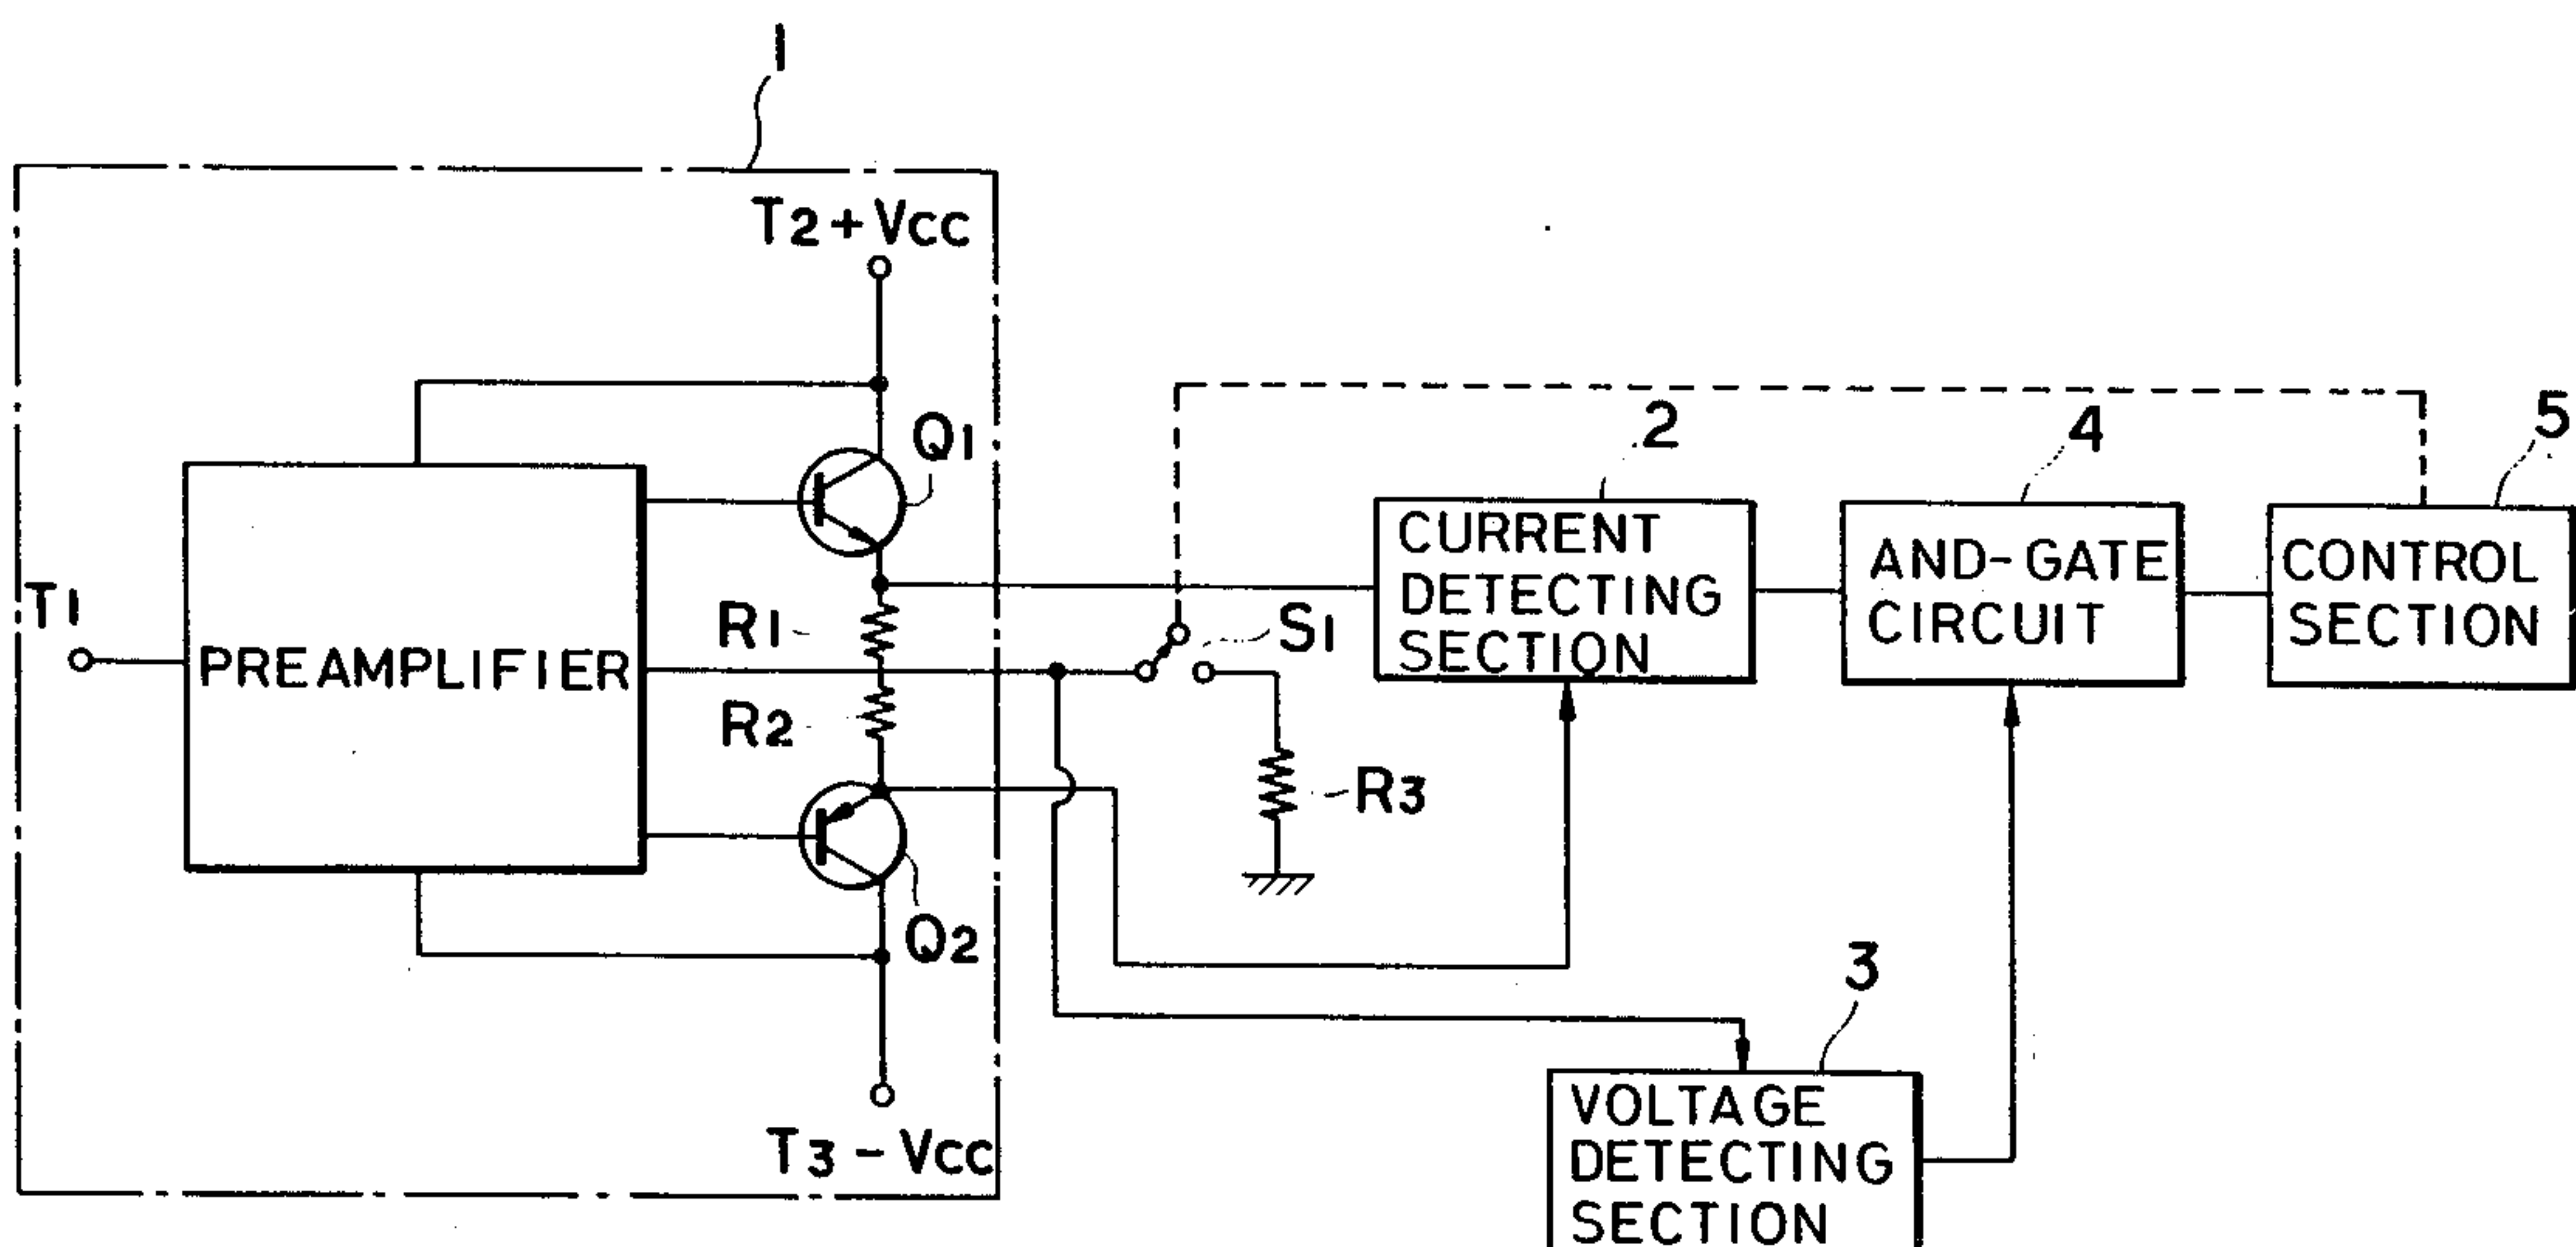 1
T2+VCC
Q1
2
4
5
CURRENT
DETECTING
SECTION
AND-GATE
CIRCUIT
CONTROL
SECTION
T1
R1
S1
PREAMPLIFIER
R2
R3
Q2
3
T3-VCC
VOLTAGE
DETECTING
SECTION